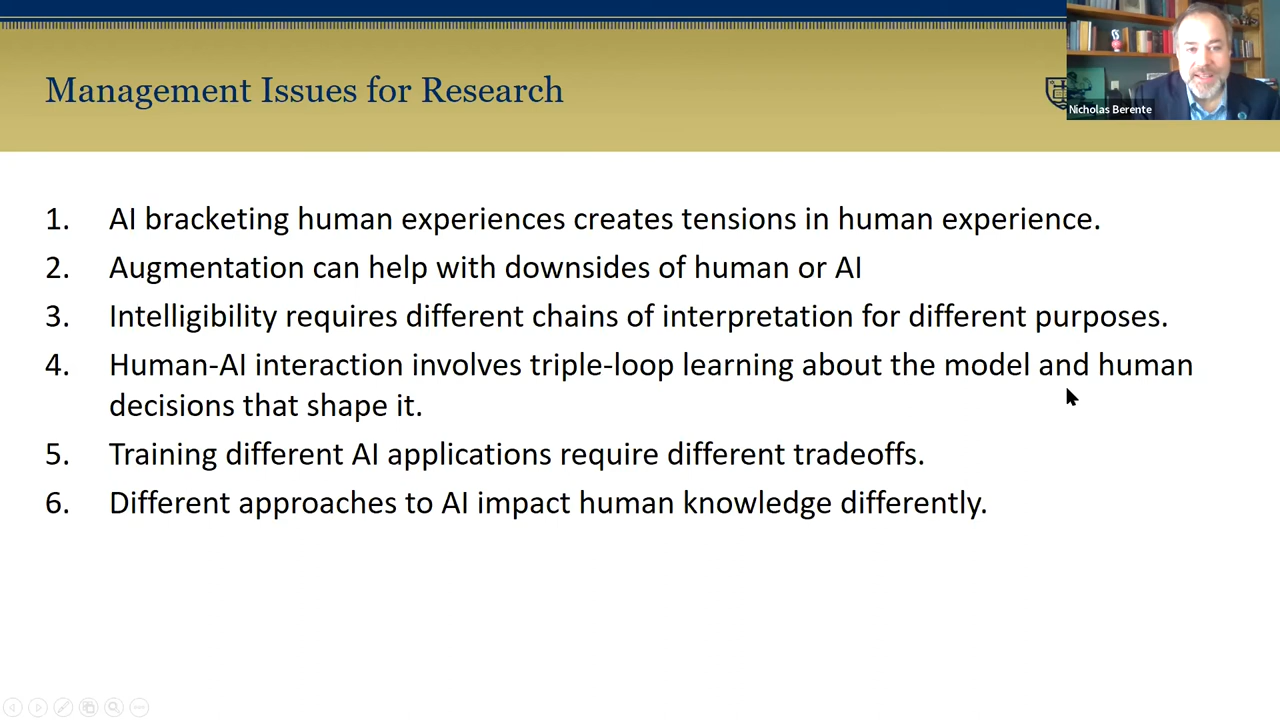 Management Issues for Research
Nicholas Berente
1. AI bracketing human experiences creates tensions in human experience.
2. Augmentation can help with downsides of human or AI
3. Intelligibility requires different chains of interpretation for different purposes.
4. Human-AI interaction involves triple-loop learning about the model and human
decisions that shape it.
5. Training different AI applications require different tradeoffs.
6. Different approaches to AI impact human knowledge differently.